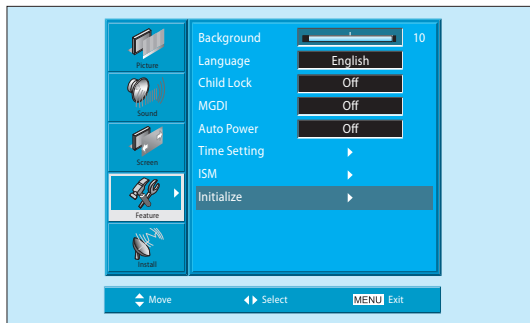 Picture
Sound
Screen
Feature
Install
Background 10
Language English
Child Lock Off
MGDI Off
Auto Power Off
Time Setting
ISM
Initialize
Move Select MENU Exit